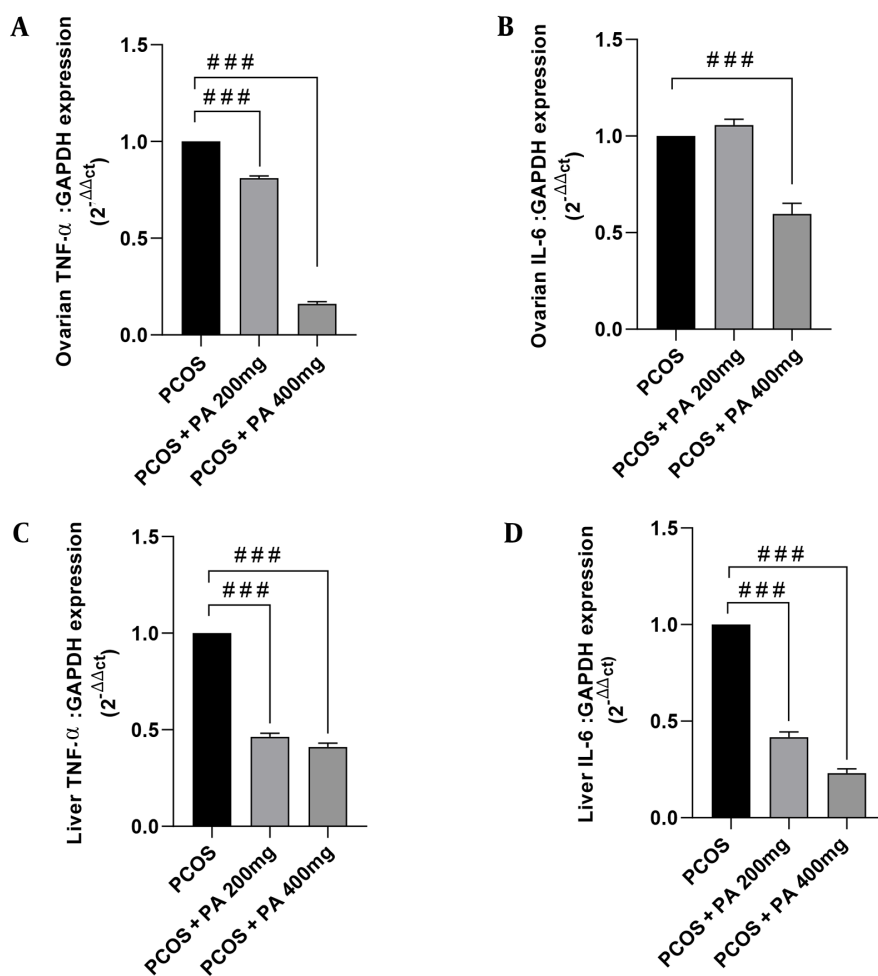 A
Ovarian TNF-α :GAPDH expression
(2^-ΔΔct)
1.5
1.0
0.5
0.0
###
###
PCOS
PCOS + PA 200mg
PCOS + PA 400mg
B
Ovarian IL-6 :GAPDH expression
(2^-ΔΔct)
1.5
1.0
0.5
0.0
###
PCOS
PCOS + PA 200mg
PCOS + PA 400mg
C
Liver TNF-α :GAPDH expression
(2^-ΔΔct)
1.5
1.0
0.5
0.0
###
###
PCOS
PCOS + PA 200mg
PCOS + PA 400mg
D
Liver IL-6 :GAPDH expression
(2^-ΔΔct)
1.5
1.0
0.5
0.0
###
###
PCOS
PCOS + PA 200mg
PCOS + PA 400mg